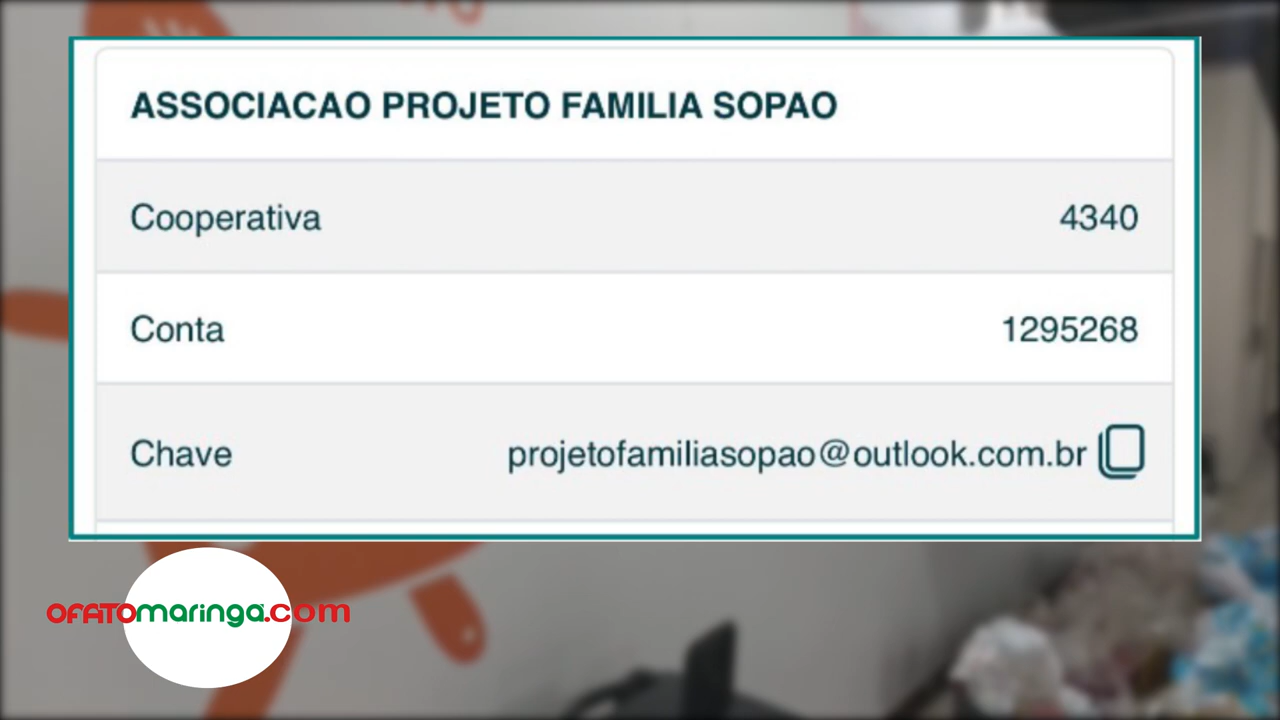 ASSOCIACAO PROJETO FAMILIA SOPAO
Cooperativa 4340
Conta 1295268
Chave projetofamiliasopao@outlook.com.br
OFATOmaringa.com